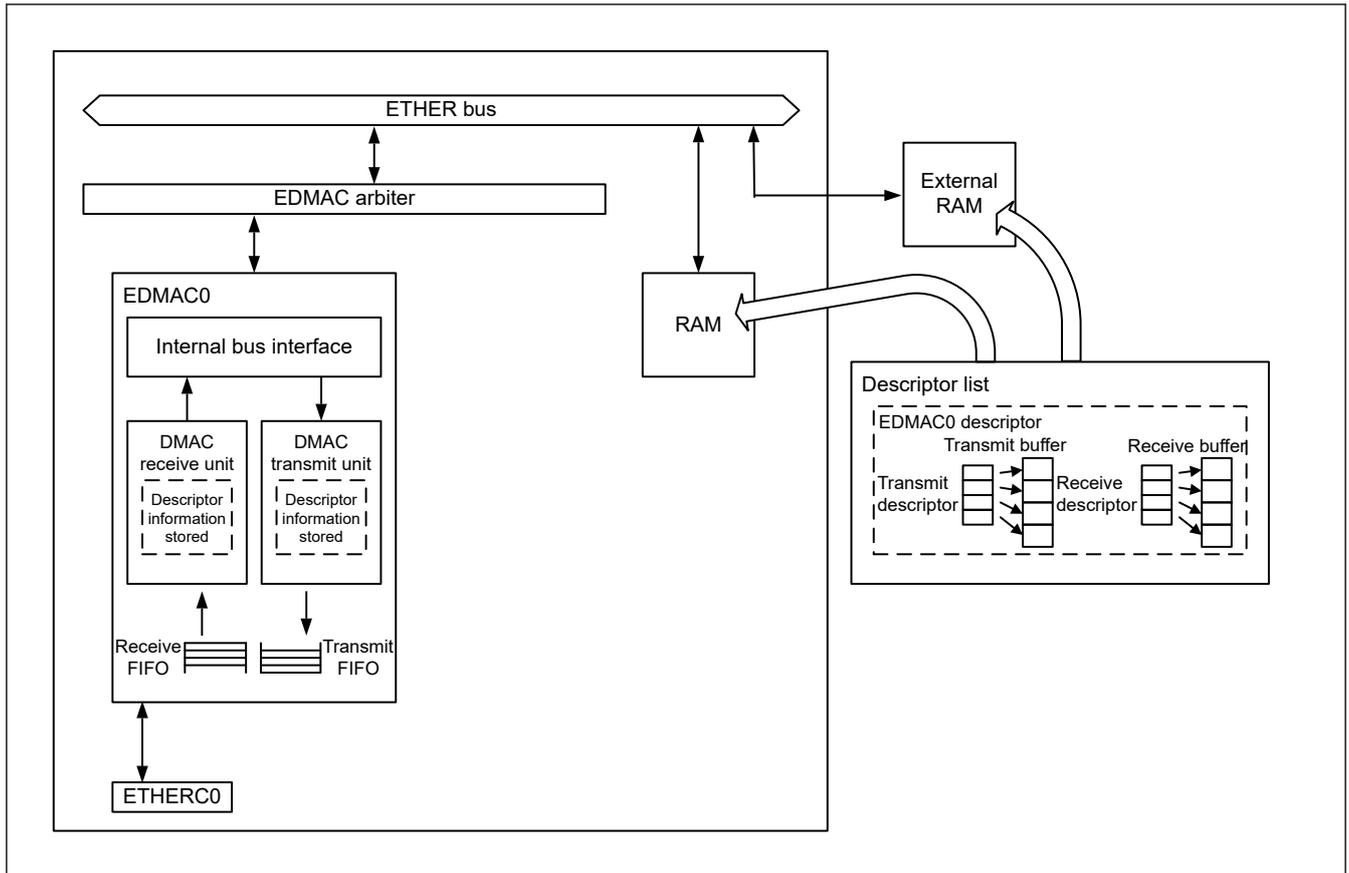 ETHER bus
EDMAC arbiter
External
RAM
EDMAC0
Internal bus interface
RAM
DMAC
receive unit
Descriptor
information
stored
DMAC
transmit unit
Descriptor
information
stored
Receive
FIFO
Transmit
FIFO
ETHERC0
Descriptor list
EDMAC0 descriptor
Transmit buffer
Receive buffer
Transmit
descriptor
Receive
descriptor